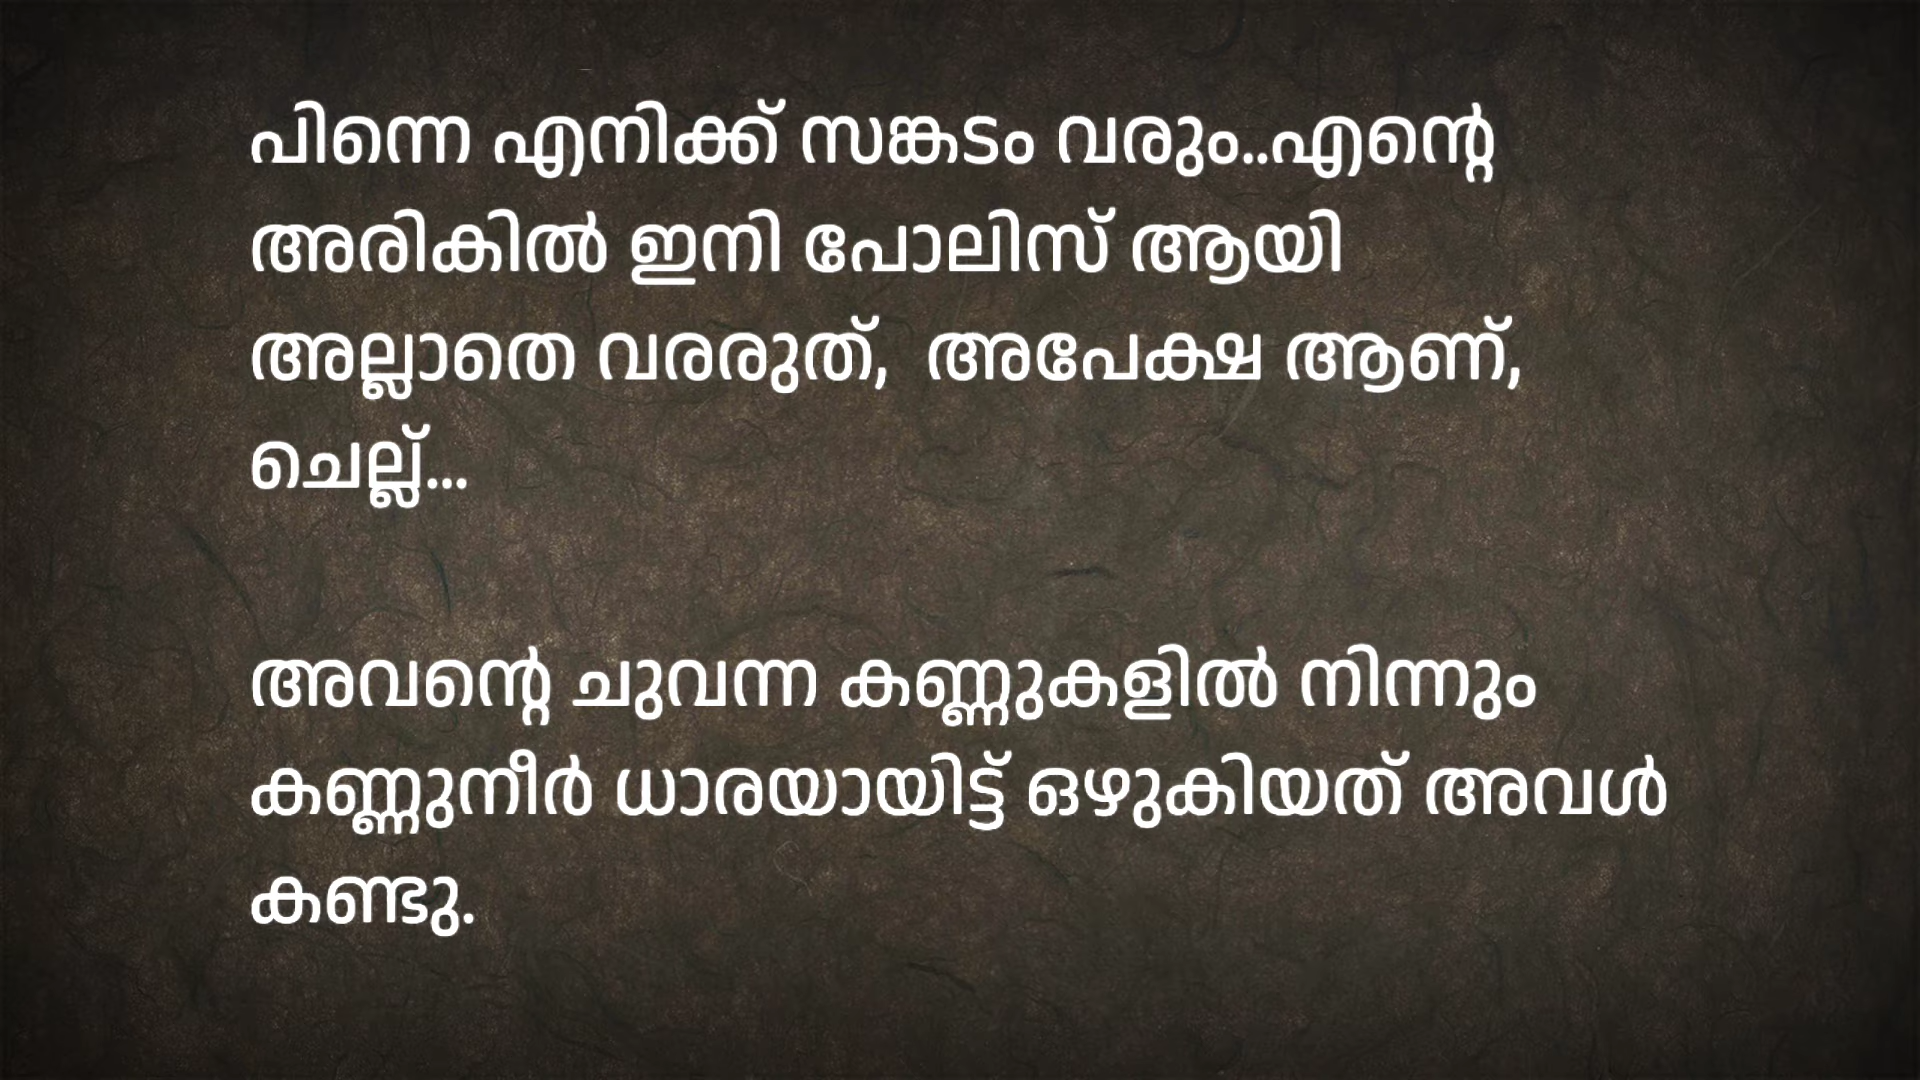 പിന്നെ എനിക്ക് സങ്കടം വരും..എന്റെ
അരികിൽ ഇനി പോലിസ് ആയി
അല്ലാതെ വരരുത്,  അപേക്ഷ ആണ്,
ചെല്ല്...
അവന്റെ ചുവന്ന കണ്ണുകളിൽ നിന്നും
കണ്ണുനീർ ധാരയായിട്ട് ഒഴുകിയത് അവൾ
കണ്ടു.